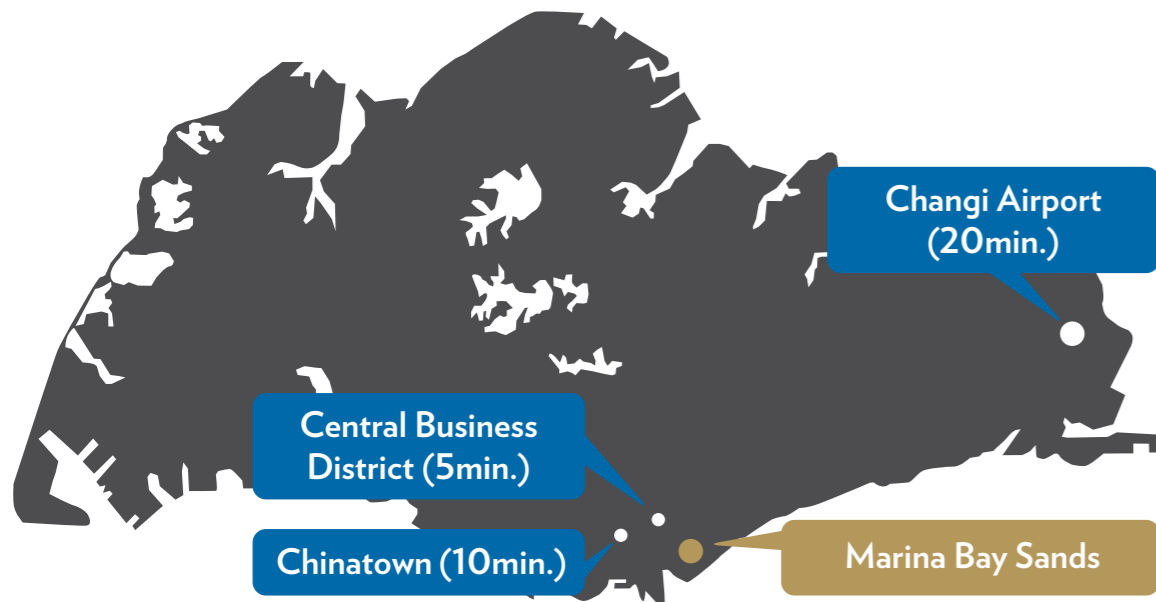 Changi Airport
(20min.)
Central Business
District (5min.)
Chinatown (10min.)
Marina Bay Sands